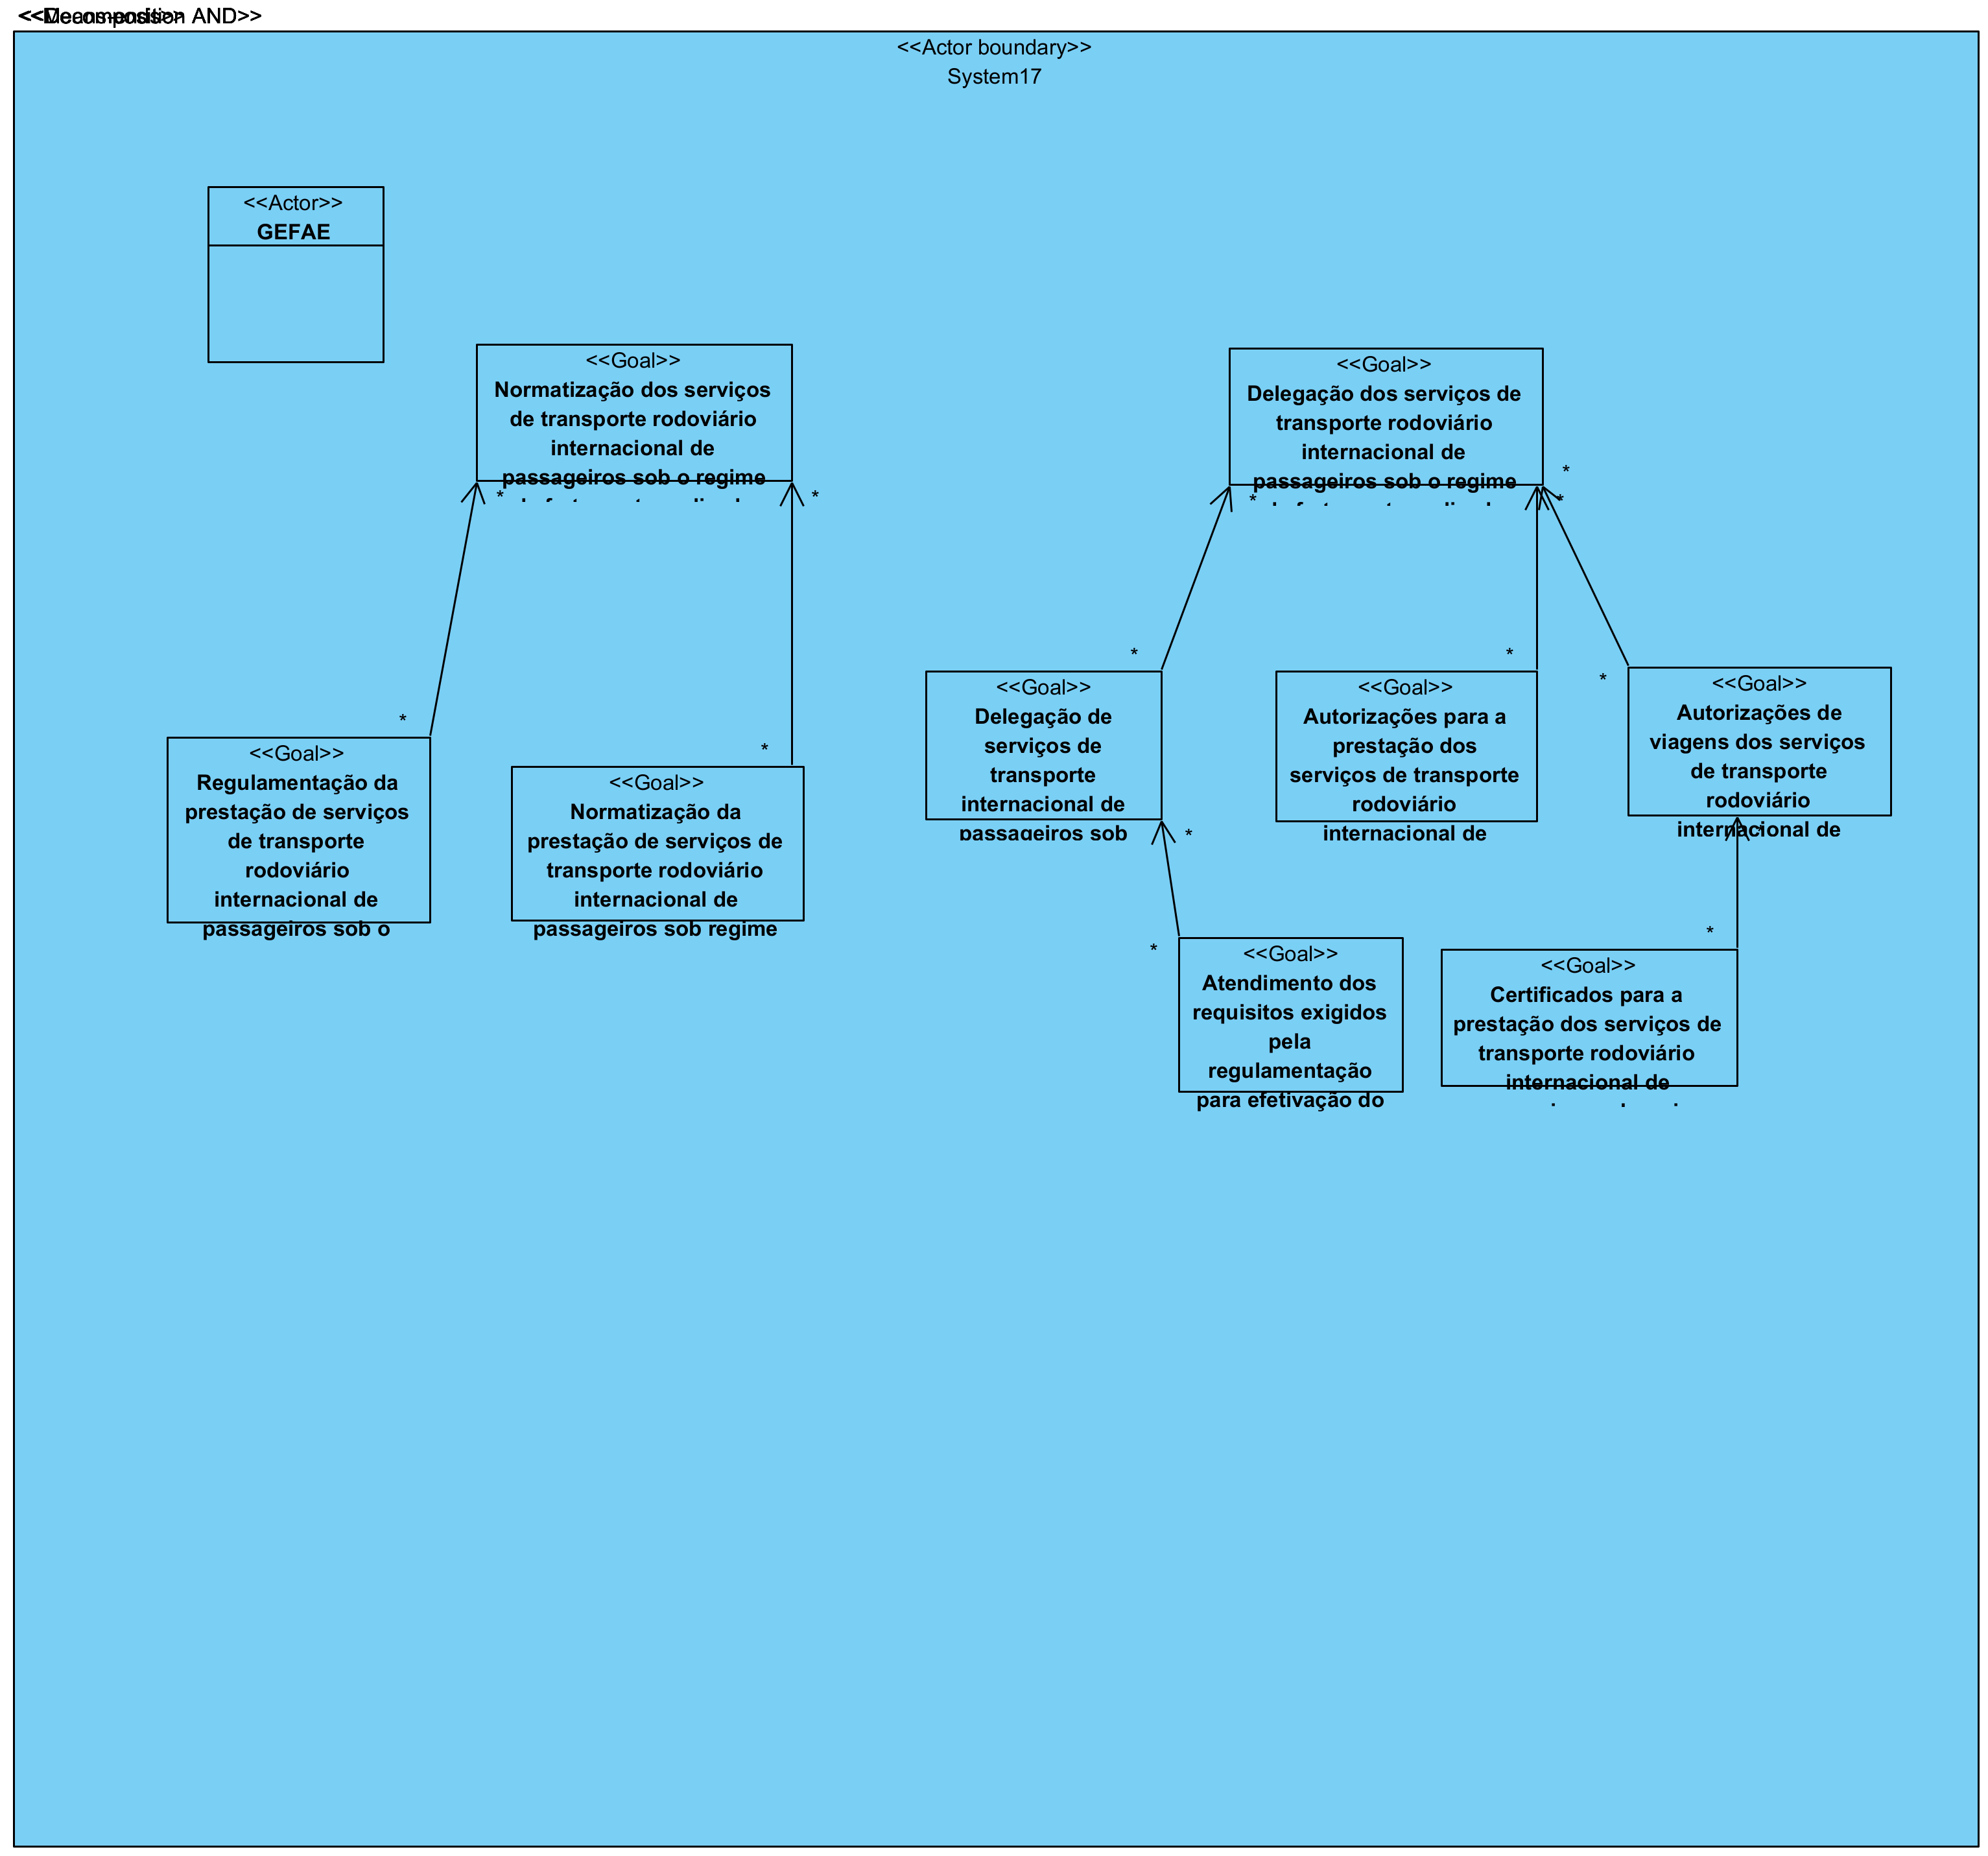 <<Decomposition AND>>
<<Means-ends>>
<<Actor boundary>>
System17
<<Actor>>
GEFAE
<<Goal>>
Normatização dos serviços
de transporte rodoviário
internacional de
passageiros sob o regime
<<Goal>>
Delegação dos serviços de
transporte rodoviário
internacional de
passageiros sob o regime
*
*
*
*
*
*
*
*
*
*
<<Goal>>
Regulamentação da
prestação de serviços
de transporte
rodoviário
internacional de
passageiros sob o
<<Goal>>
Normatização da
prestação de serviços de
transporte rodoviário
internacional de
passageiros sob regime
<<Goal>>
Delegação de
serviços de
transporte
internacional de
passageiros sob
<<Goal>>
Autorizações para a
prestação dos
serviços de transporte
rodoviário
internacional de
<<Goal>>
Autorizações de
viagens dos serviços
de transporte
rodoviário
internacional de
*
*
*
*
<<Goal>>
Atendimento dos
requisitos exigidos
pela
regulamentação
para efetivação do
<<Goal>>
Certificados para a
prestação dos serviços de
transporte rodoviário
internacional de